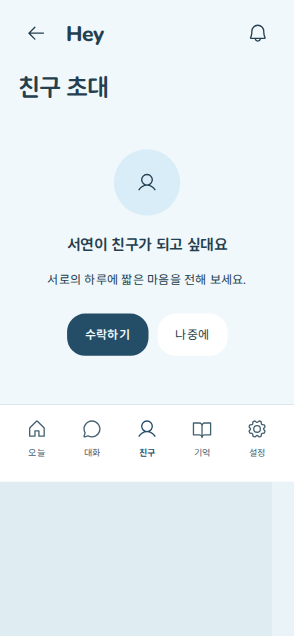 Hey
친구 초대
서연이 친구가 되고 싶대요
서로의 하루에 짧은 마음을 전해 보세요.
수락하기
나중에
오늘
대화
친구
기억
설정